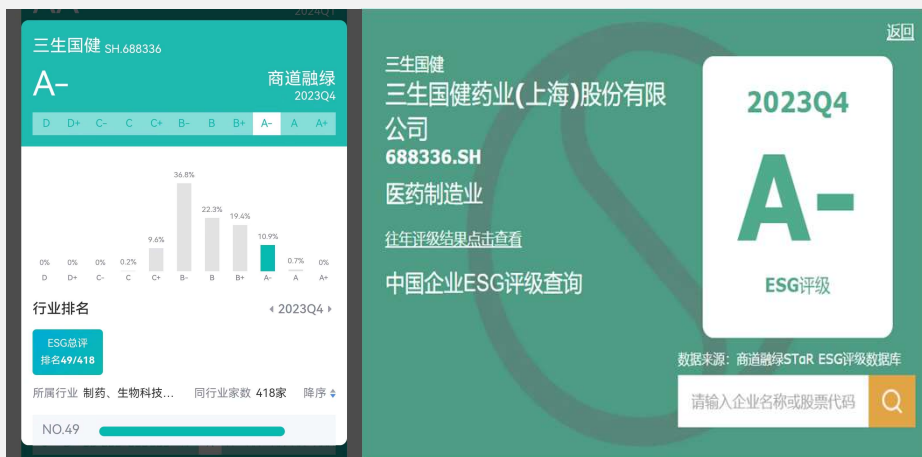 2024Q1
三生国健 SH.688336
A-
商道融绿
2023Q4
D D+ C- C C+ B- B B+ A- A A+
36.8%
22.3%
19.4%
9.6%
10.9%
0% 0% 0% 0.2%
0.7% 0%
D D+ C- C C+ B- B B+ A- A A+
行业排名
2023Q4
ESG总评
排名49/418
所属行业 制药、生物科技... 同行业家数 418家 降序
NO.49
返回
三生国健
三生国健药业(上海)股份有限
公司
688336.SH
医药制造业
往年评级结果点击查看
中国企业ESG评级查询
2023Q4
A-
ESG评级
数据来源：商道融绿STaR ESG评级数据库
请输入企业名称或股票代码